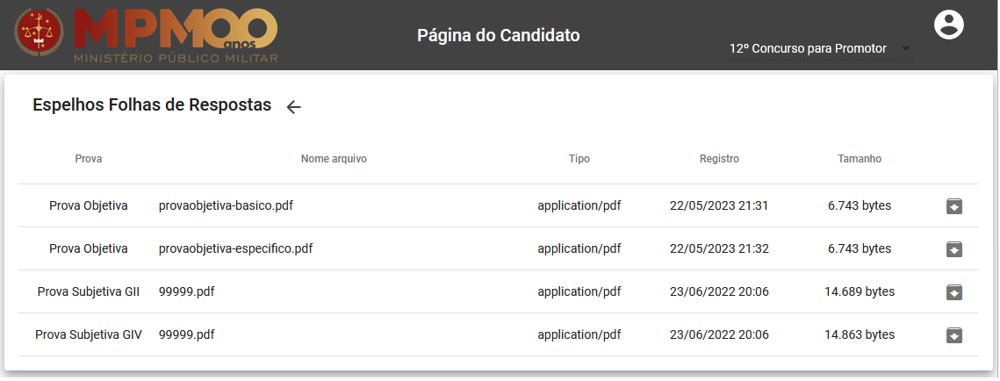 MPM100 anos
MINISTÉRIO PÚBLICO MILITAR
Página do Candidato
12º Concurso para Promotor
Espelhos Folhas de Respostas
Prova Nome arquivo Tipo Registro Tamanho
Prova Objetiva provaobjetiva-basico.pdf application/pdf 22/05/2023 21:31 6.743 bytes
Prova Objetiva provaobjetiva-especifico.pdf application/pdf 22/05/2023 21:32 6.743 bytes
Prova Subjetiva GII 99999.pdf application/pdf 23/06/2022 20:06 14.689 bytes
Prova Subjetiva GIV 99999.pdf application/pdf 23/06/2022 20:06 14.863 bytes